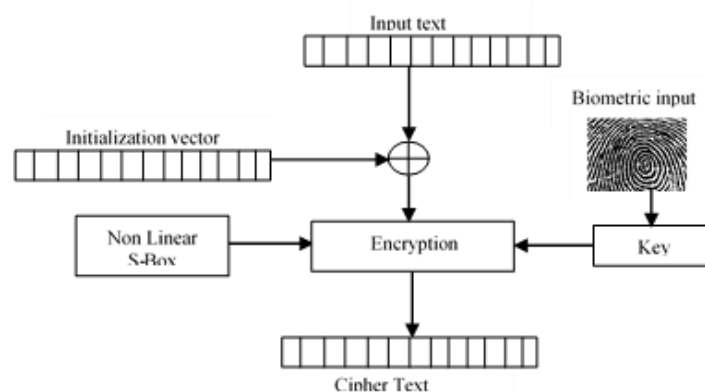 Input text
Biometric input
Initialization vector
Non Linear
S-Box
Encryption
Key
Cipher Text